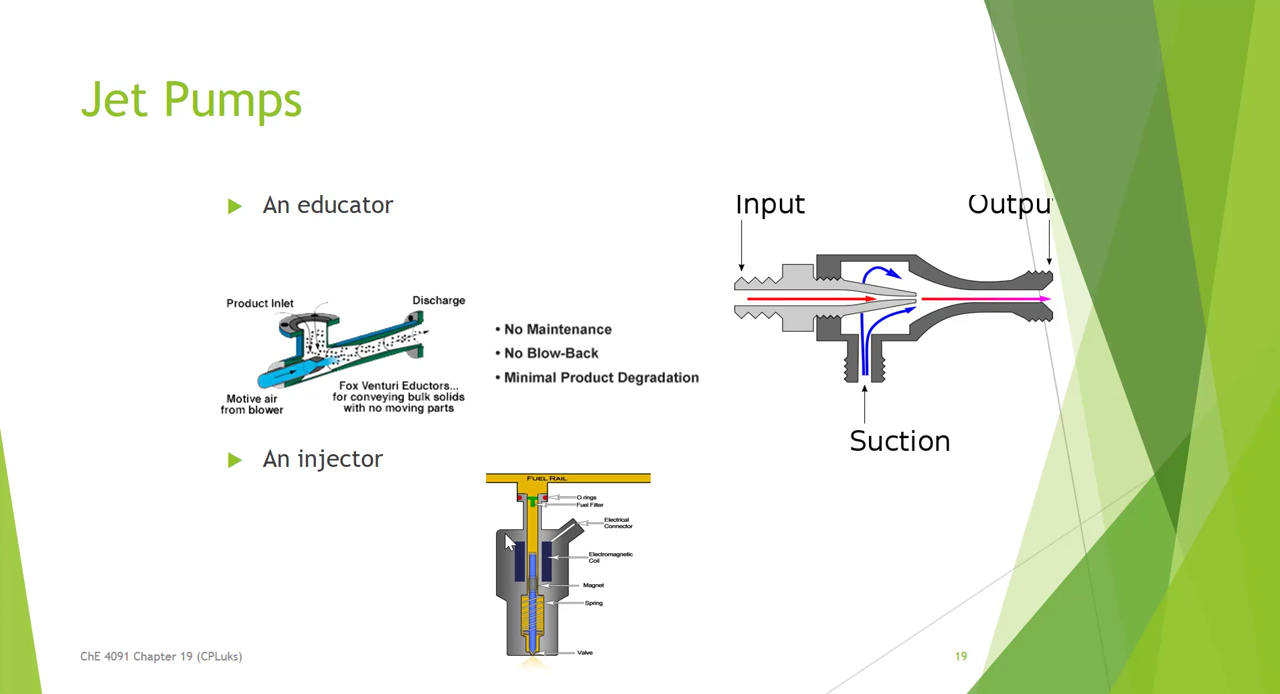 Jet Pumps
An educator
Product Inlet
Discharge
Motive air
from blower
Fox Venturi Eductors...
for conveying bulk solids
with no moving parts
• No Maintenance
• No Blow-Back
• Minimal Product Degradation
Input
Outpu
Suction
An injector
FUEL RAIL
O rings
Fuel Filter
Electrical
Connector
Electromagnetic
Coil
Magnet
Spring
Valve
ChE 4091 Chapter 19 (CPLuks)
19